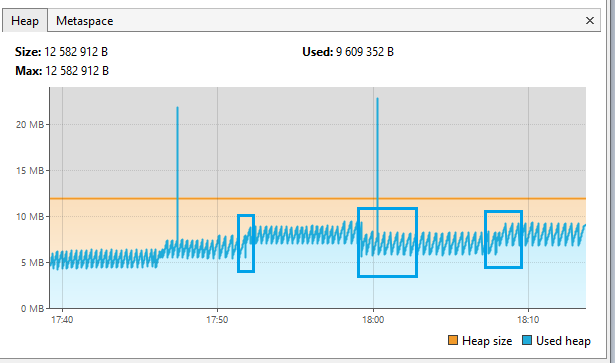 Heap Metaspace ×
Size: 12 582 912 B Used: 9 609 352 B
Max: 12 582 912 B
20 MB
15 MB
10 MB
5 MB
0 MB
17:40 17:50 18:00 18:10
Heap size Used heap